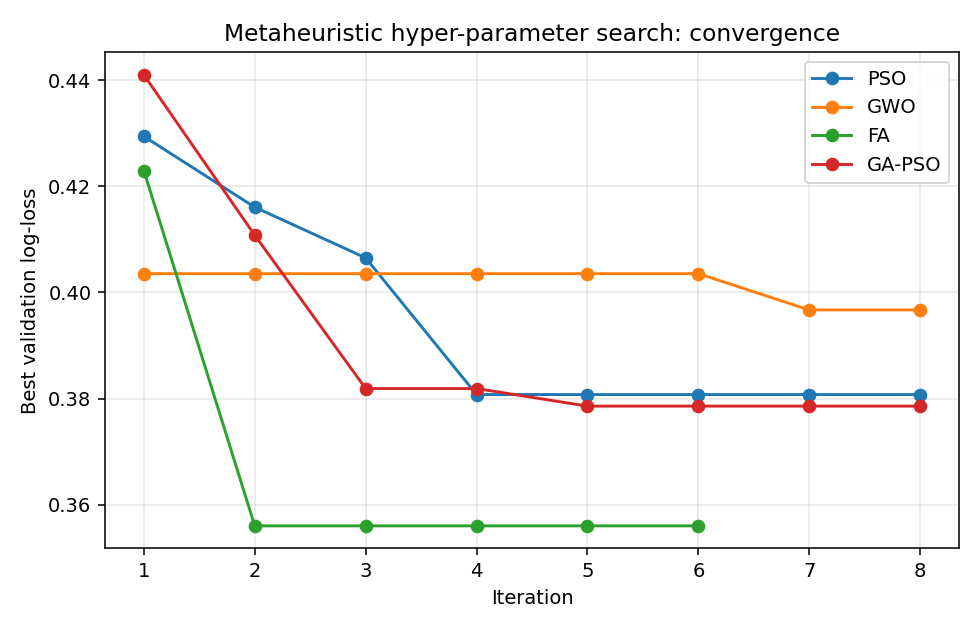 Metaheuristic hyper-parameter search: convergence
PSO
GWO
FA
GA-PSO
Best validation log-loss
0.44
0.42
0.40
0.38
0.36
1 2 3 4 5 6 7 8
Iteration